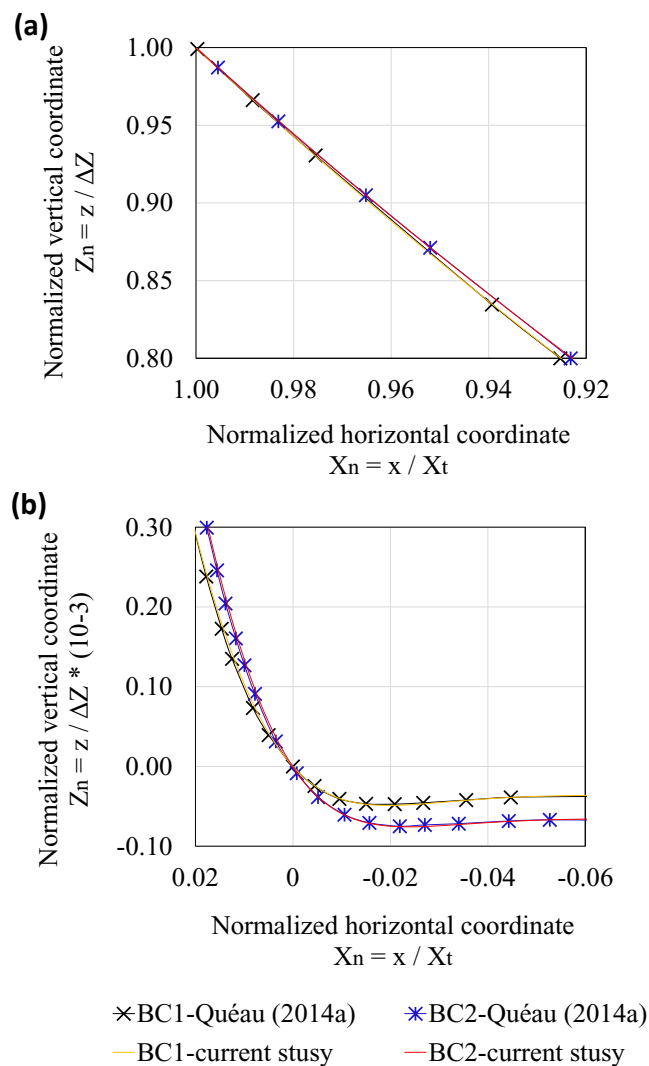 (a)
Normalized vertical coordinate
Zn = z / ΔZ
1.00
0.95
0.90
0.85
0.80
1.00 0.98 0.96 0.94 0.92
Normalized horizontal coordinate
Xn = x / Xt
(b)
Normalized vertical coordinate
Zn = z / ΔZ * (10-3)
0.30
0.20
0.10
0.00
-0.10
0.02 0 -0.02 -0.04 -0.06
Normalized horizontal coordinate
Xn = x / Xt
BC1-Quéau (2014a) BC2-Quéau (2014a)
BC1-current stusy BC2-current stusy